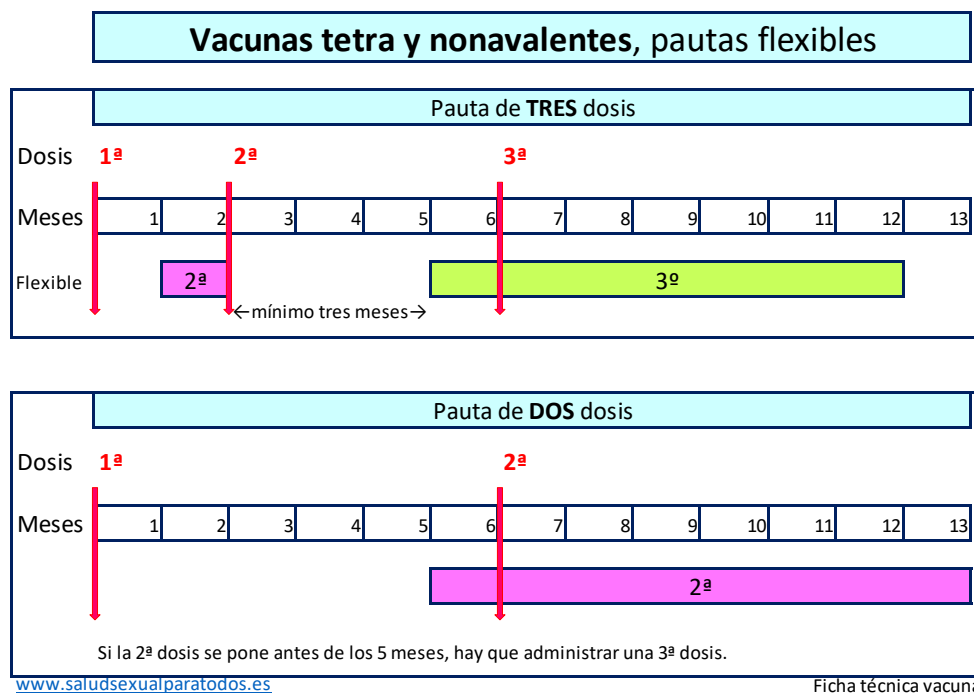 Vacunas tetra y nonavalentes, pautas flexibles
Pauta de TRES dosis
Dosis 1ª 2ª 3ª
Meses 1 2 3 4 5 6 7 8 9 10 11 12 13
Flexible 2ª 3º
←mínimo tres meses→
Pauta de DOS dosis
Dosis 1ª 2ª
Meses 1 2 3 4 5 6 7 8 9 10 11 12 13
2ª
Si la 2ª dosis se pone antes de los 5 meses, hay que administrar una 3ª dosis.
www.saludsexualparatodos.es Ficha técnica vacuna